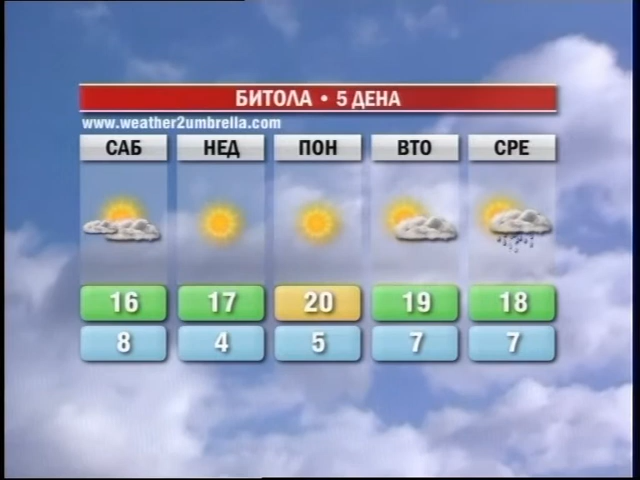 БИТОЛА • 5 ДЕНА
www.weather2umbrella.com
САБ НЕД ПОН ВТО СРЕ
16 17 20 19 18
8 4 5 7 7